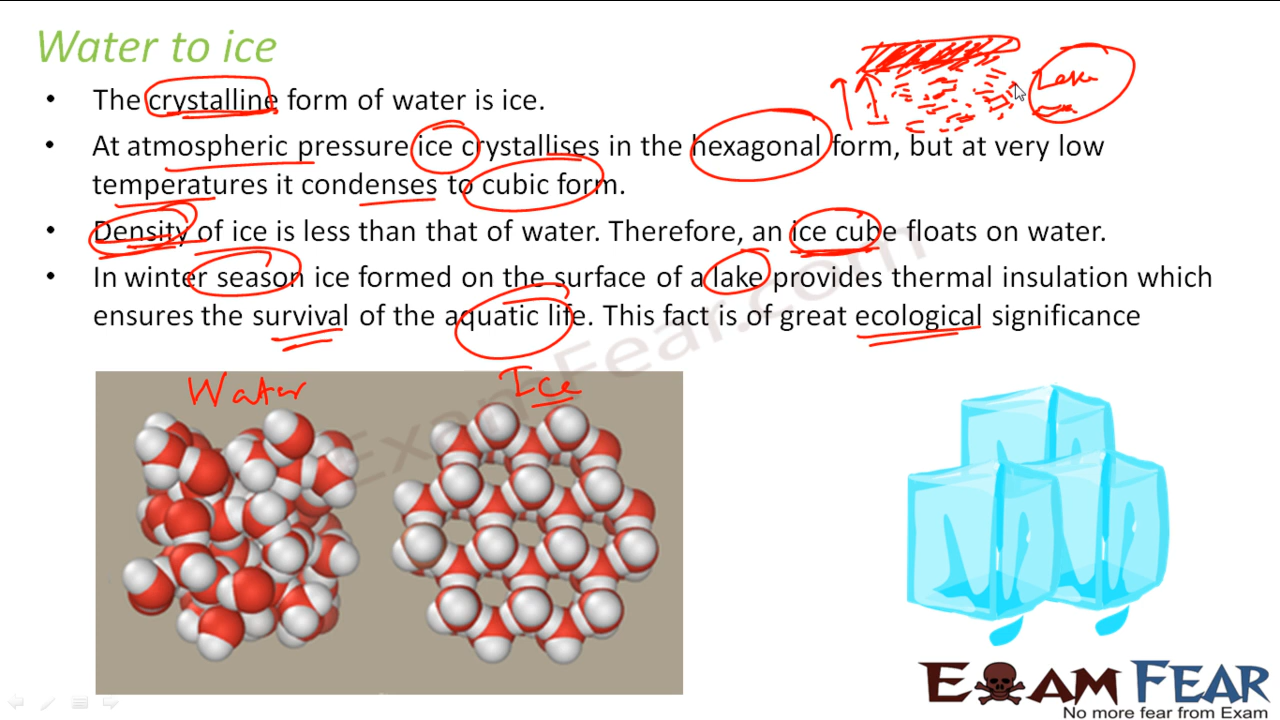 Water to ice
Lake
• The crystalline form of water is ice.
• At atmospheric pressure ice crystallises in the hexagonal form, but at very low
temperatures it condenses to cubic form.
• Density of ice is less than that of water. Therefore, an ice cube floats on water.
• In winter season ice formed on the surface of a lake provides thermal insulation which
ensures the survival of the aquatic life. This fact is of great ecological significance
ExamFear.com
Water Ice
EXAM FEAR
No more fear from Exam